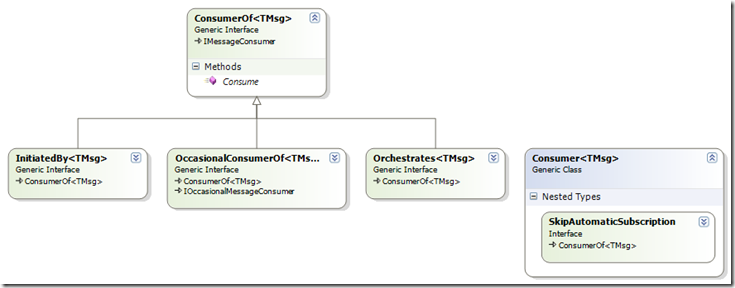 ConsumerOf<TMsg>
Generic Interface
IMessageConsumer
Methods
Consume
InitiatedBy<TMsg>
Generic Interface
ConsumerOf<TMsg>
OccasionalConsumerOf<TMs...
Generic Interface
ConsumerOf<TMsg>
IOccasionalMessageConsumer
Orchestrates<TMsg>
Generic Interface
ConsumerOf<TMsg>
Consumer<TMsg>
Generic Class
Nested Types
SkipAutomaticSubscription
Interface
ConsumerOf<TMsg>